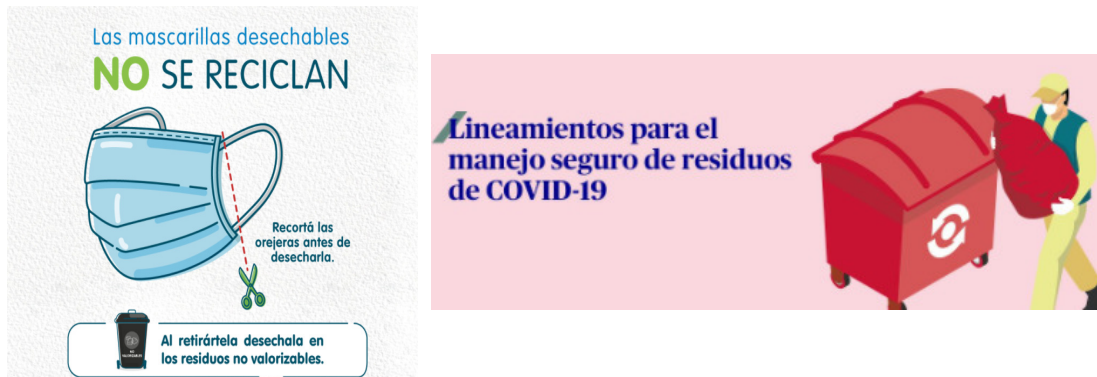 Las mascarillas desechables
NO SE RECICLAN
Recortá las
orejeras antes de
desecharla.
Al retirártela desechala en
los residuos no valorizables.
Lineamientos para el
manejo seguro de residuos
de COVID-19